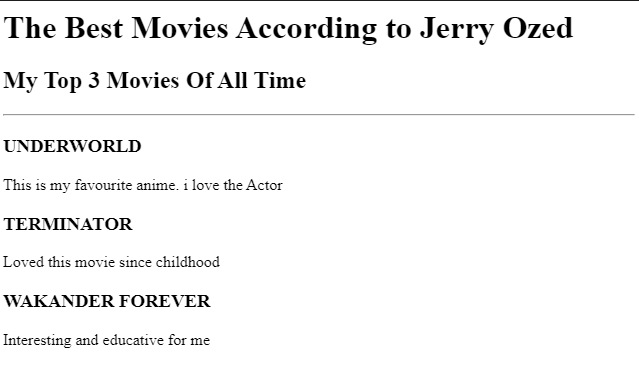 The Best Movies According to Jerry Ozed
My Top 3 Movies Of All Time
UNDERWORLD
This is my favourite anime. i love the Actor
TERMINATOR
Loved this movie since childhood
WAKANDER FOREVER
Interesting and educative for me